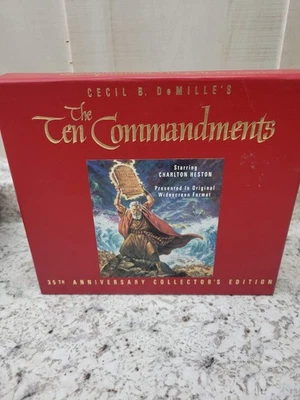 CECIL B. DeMILLE'S
The
Ten Commandments
Starring
CHARLTON HESTON
Presented In Original
Widescreen Format
35TH ANNIVERSARY COLLECTOR'S EDITION